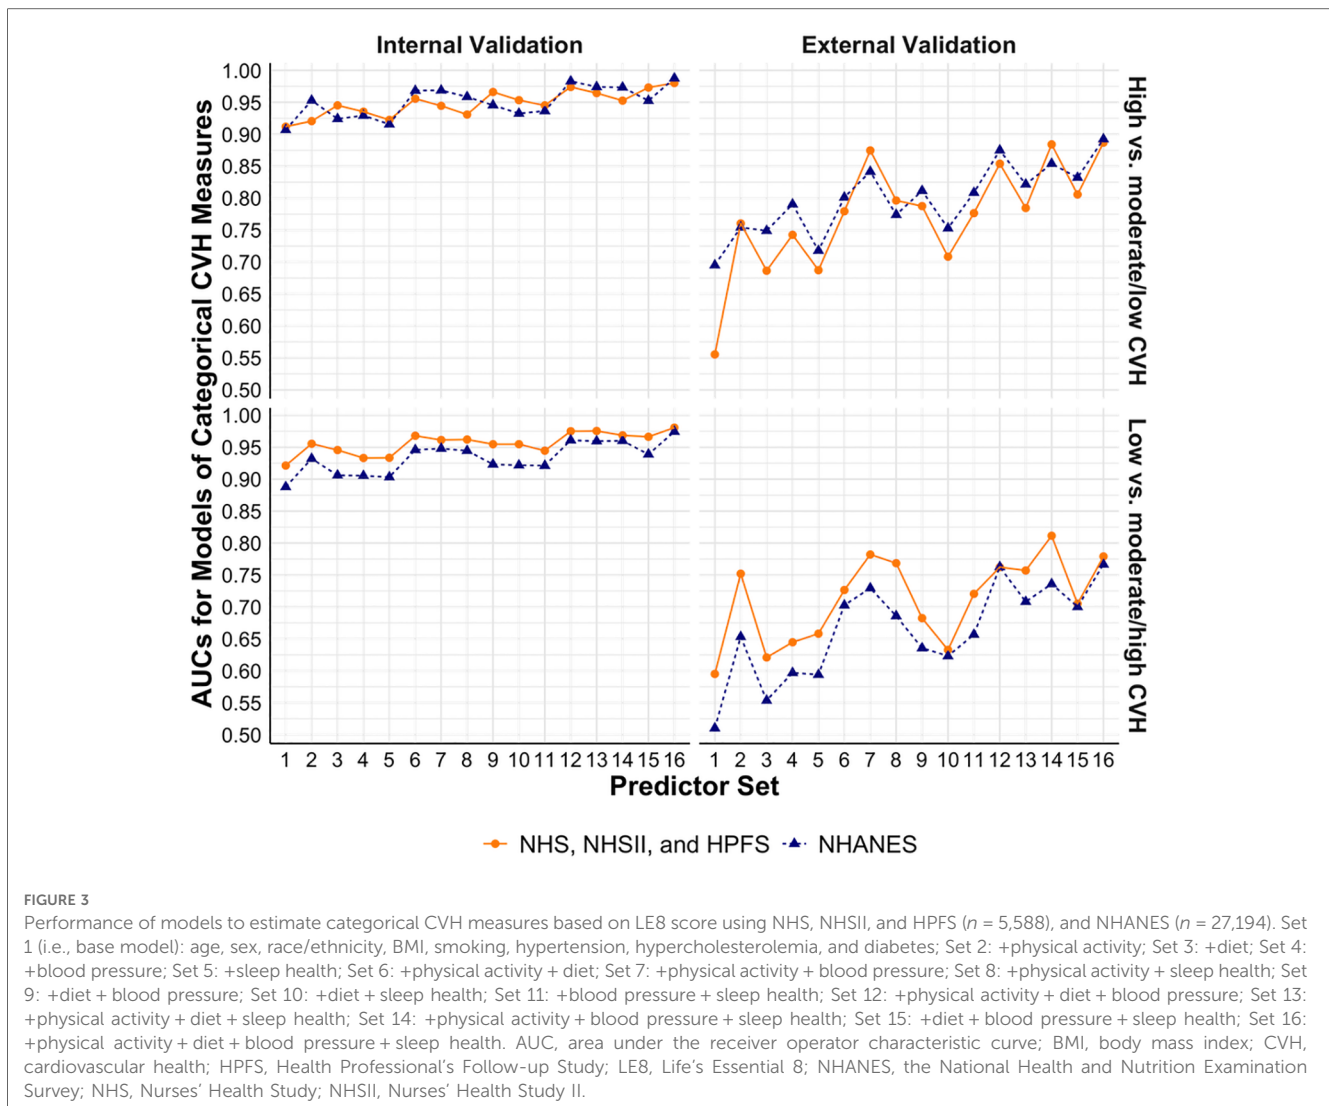 Internal Validation
External Validation
AUCs for Models of Categorical CVH Measures
1.00
0.95
0.90
0.85
0.80
0.75
0.70
0.65
0.60
0.55
0.50
High vs. moderate/low CVH
1.00
0.95
0.90
0.85
0.80
0.75
0.70
0.65
0.60
0.55
0.50
Low vs. moderate/high CVH
1 2 3 4 5 6 7 8 9 10 11 12 13 14 15 16
1 2 3 4 5 6 7 8 9 10 11 12 13 14 15 16
Predictor Set
NHS, NHSII, and HPFS
NHANES
FIGURE 3
Performance of models to estimate categorical CVH measures based on LE8 score using NHS, NHSII, and HPFS (n = 5,588), and NHANES (n = 27,194). Set
1 (i.e., base model): age, sex, race/ethnicity, BMI, smoking, hypertension, hypercholesterolemia, and diabetes; Set 2: +physical activity; Set 3: +diet; Set 4:
+blood pressure; Set 5: +sleep health; Set 6: +physical activity + diet; Set 7: +physical activity + blood pressure; Set 8: +physical activity + sleep health; Set
9: +diet + blood pressure; Set 10: +diet + sleep health; Set 11: +blood pressure + sleep health; Set 12: +physical activity + diet + blood pressure; Set 13:
+physical activity + diet + sleep health; Set 14: +physical activity + blood pressure + sleep health; Set 15: +diet + blood pressure + sleep health; Set 16:
+physical activity + diet + blood pressure + sleep health. AUC, area under the receiver operator characteristic curve; BMI, body mass index; CVH,
cardiovascular health; HPFS, Health Professional's Follow-up Study; LE8, Life's Essential 8; NHANES, the National Health and Nutrition Examination
Survey; NHS, Nurses' Health Study; NHSII, Nurses' Health Study II.